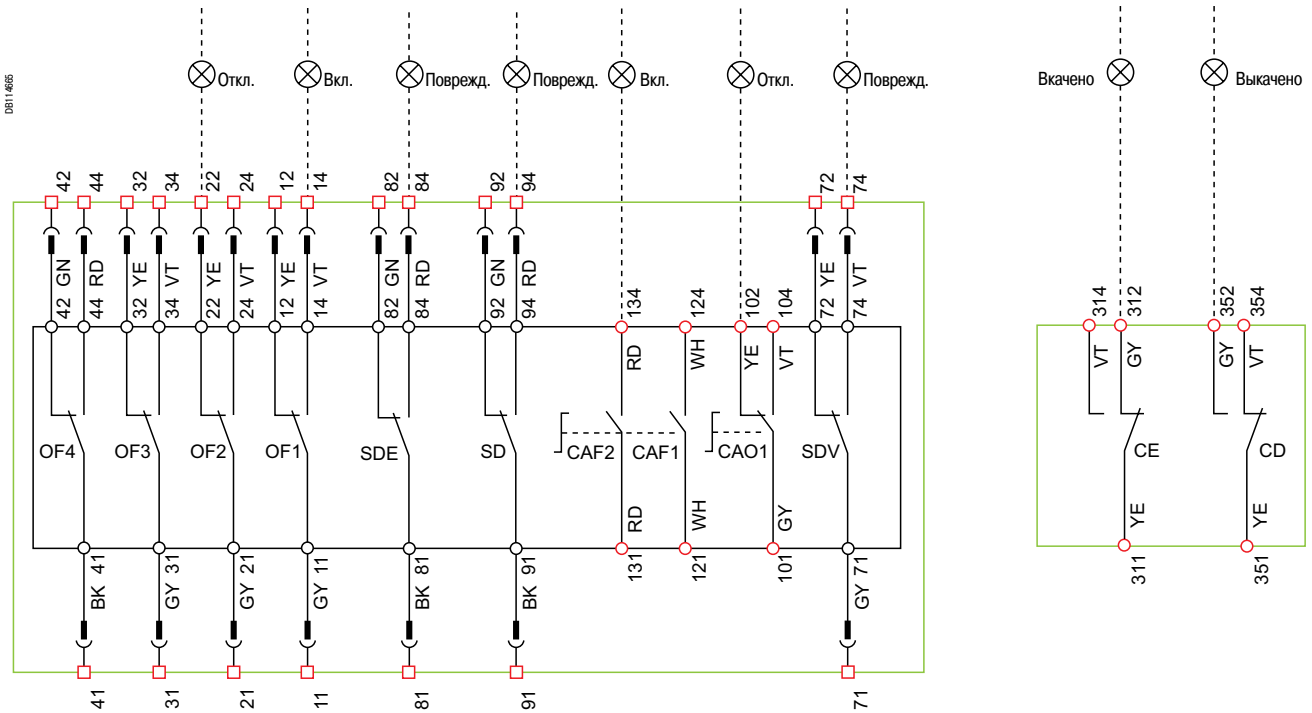 DB114665
Откл.
Вкл.
Поврежд.
Поврежд.
Вкл.
Откл.
Поврежд.
Вкачено
Выкачено
42 44 32 34 22 24 12 14 82 84 92 94 72 74
GN RD YE VT YE VT YE VT GN RD GN RD YE VT
42 44 32 34 22 24 12 14 82 84 92 94 134 124 102 104 72 74
314 312 352 354
RD WH YE VT
VT GY GY VT
OF4 OF3 OF2 OF1 SDE SD CAF2 CAF1 CAO1 SDV
CE CD
RD WH GY
YE YE
41 31 21 11 81 91 131 121 101 71
311 351
BK GY GY GY BK BK GY
41 31 21 11 81 91 71